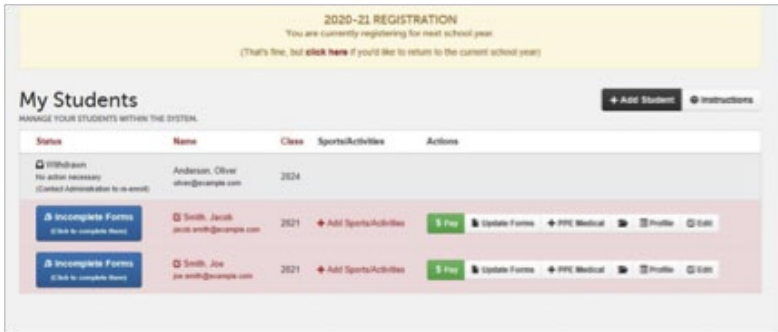 2020-21 REGISTRATION
You are currently registering for next school year.
(That's fine, but click here if you'd like to return to the current school year)
My Students
+ Add Student
Instructions
MANAGE YOUR STUDENTS WITHIN THE SYSTEM.
Status Name Class Sports/Activities Actions
Withdrawn
No action necessary
(Contact Administration to re-enroll)
Anderson, Oliver
oliver@example.com
2024
Incomplete Forms
(Click to complete them)
Smith, Jacob
jacob.smith@example.com
2021
+ Add Sports/Activities
$ Pay Update Forms + PPE Medical Profile Edit
Incomplete Forms
(Click to complete them)
Smith, Joe
joe.smith@example.com
2021
+ Add Sports/Activities
$ Pay Update Forms + PPE Medical Profile Edit